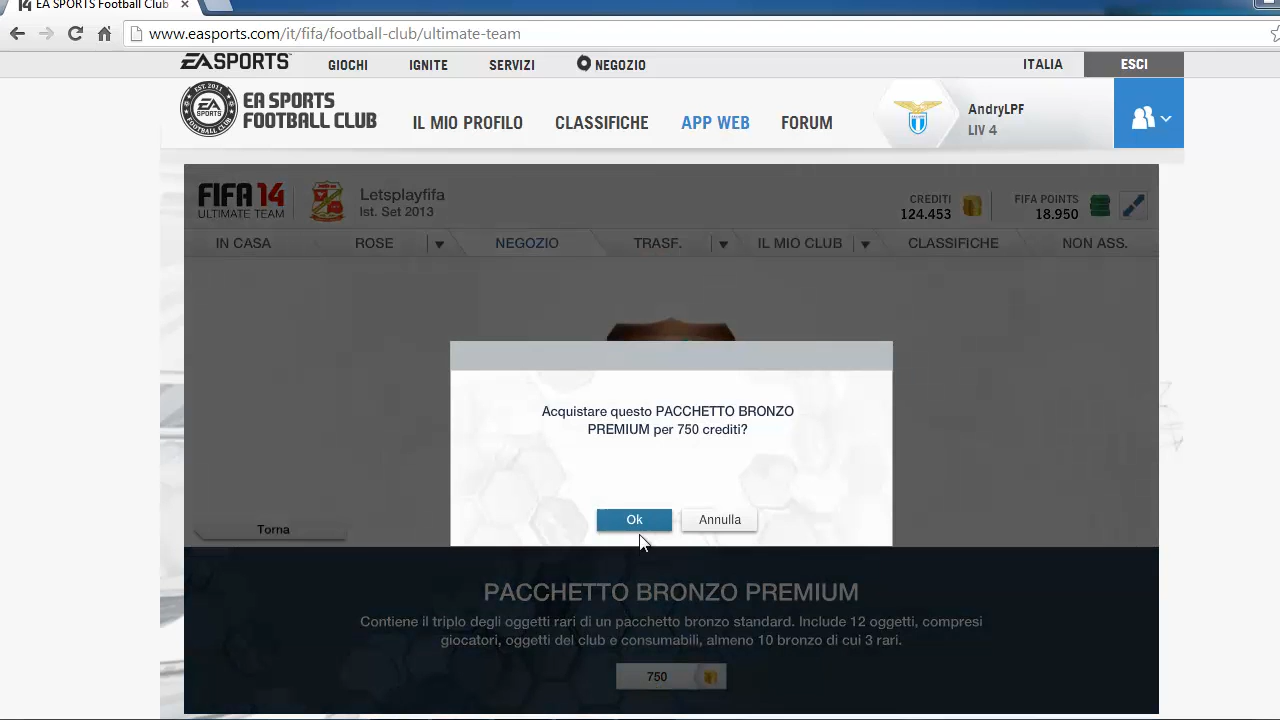 EA SPORTS Football Club
www.easports.com/it/fifa/football-club/ultimate-team
EA SPORTS
GIOCHI
IGNITE
SERVIZI
NEGOZIO
ITALIA
ESCI
EA SPORTS
FOOTBALL CLUB
IL MIO PROFILO
CLASSIFICHE
APP WEB
FORUM
AndryLPF
LIV 4
FIFA 14
ULTIMATE TEAM
Letsplayfifa
Ist. Set 2013
CREDITI
124.453
FIFA POINTS
18.950
IN CASA
ROSE
NEGOZIO
TRASF.
IL MIO CLUB
CLASSIFICHE
NON ASS.
Acquistare questo PACCHETTO BRONZO
PREMIUM per 750 crediti?
Ok
Annulla
Torna
PACCHETTO BRONZO PREMIUM
Contiene il triplo degli oggetti rari di un pacchetto bronzo standard. Include 12 oggetti, compresi
giocatori, oggetti del club e consumabili, almeno 10 bronzo di cui 3 rari.
750